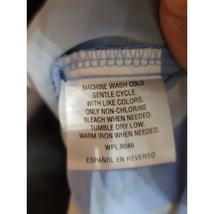 MACHINE WASH COLD
GENTLE CYCLE.
WITH LIKE COLORS.
ONLY NON-CHLORINE
BLEACH WHEN NEEDED.
TUMBLE DRY LOW.
WARM IRON WHEN NEEDED.
WPL 8046
ESPAÑOL EN REVERSO